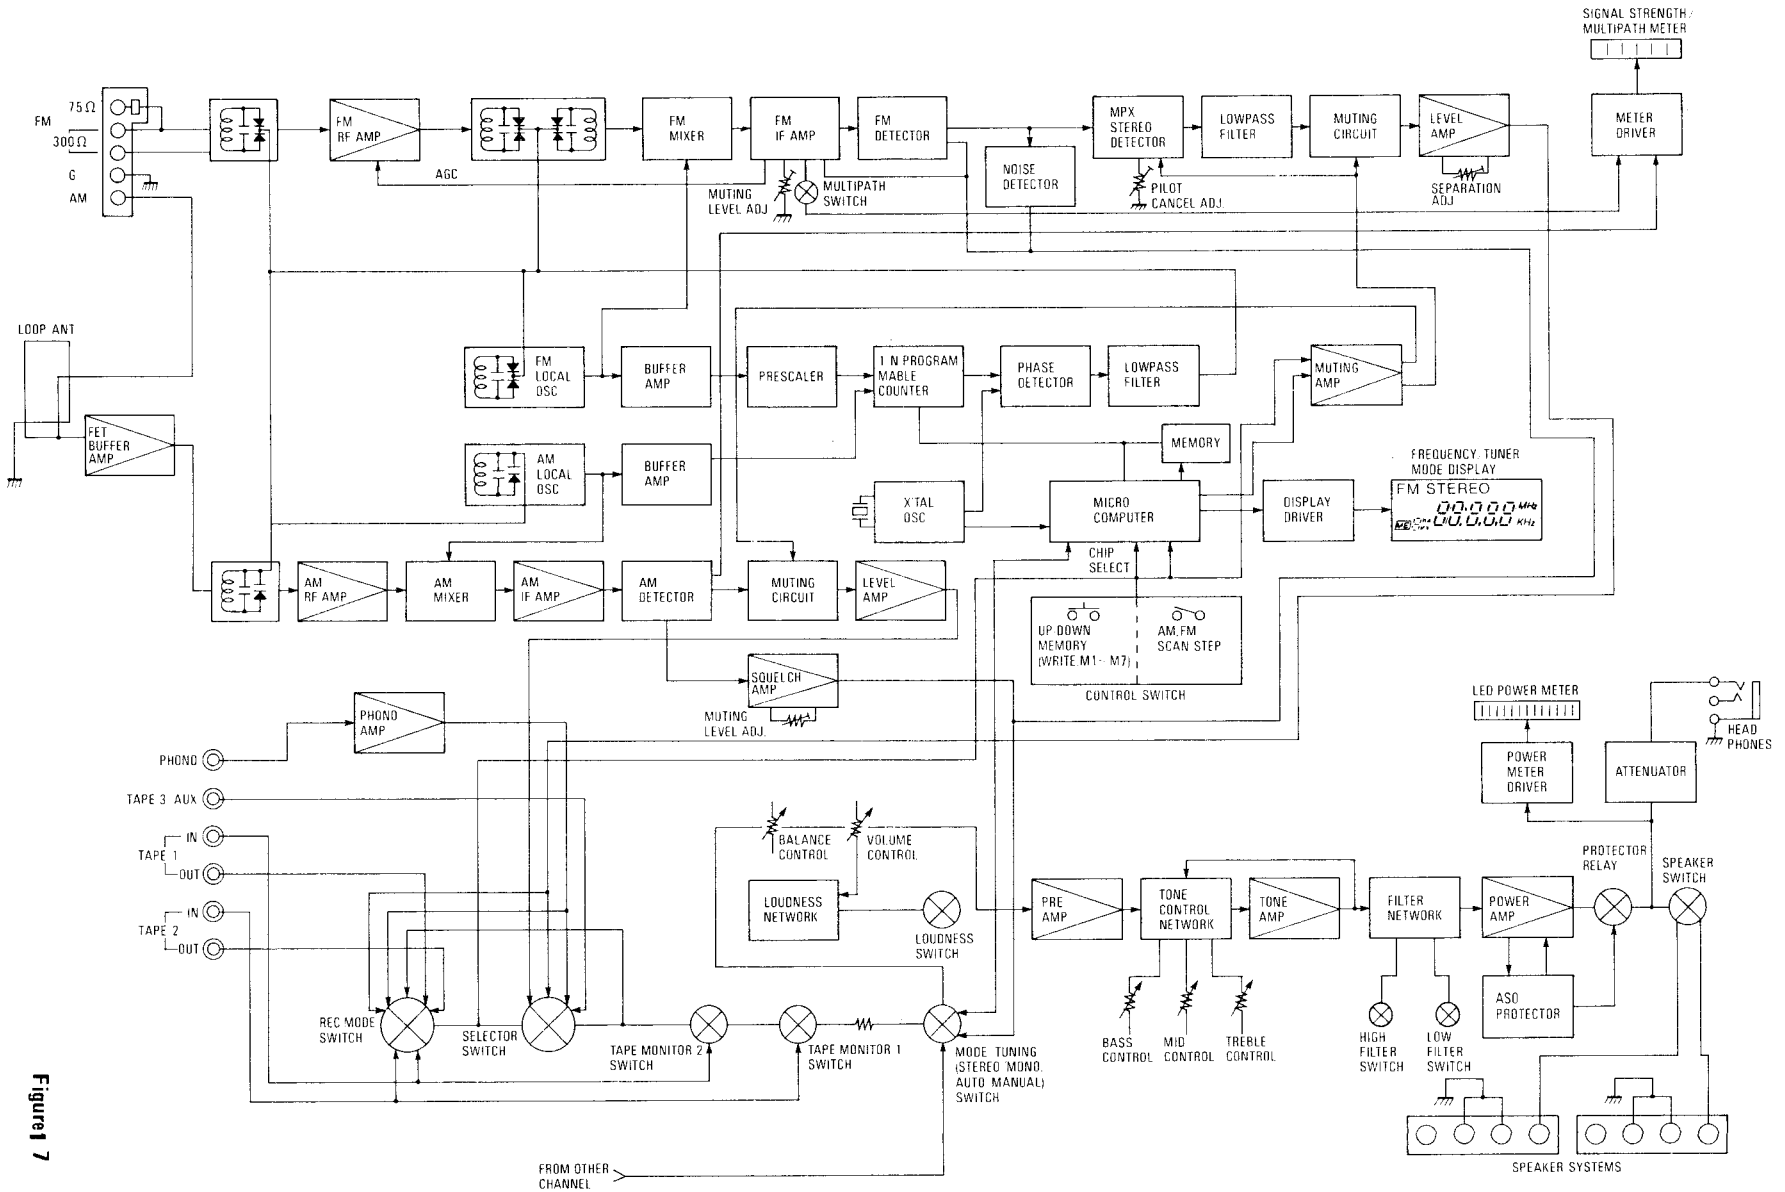 SIGNAL STRENGTH/
MULTIPATH METER
FM
75Ω
300Ω
G
AM
FM
RF AMP
AGC
FM
MIXER
FM
IF AMP
FM
DETECTOR
MUTING
LEVEL ADJ
MULTIPATH
SWITCH
NOISE
DETECTOR
MPX
STEREO
DETECTOR
PILOT
CANCEL ADJ.
LOWPASS
FILTER
MUTING
CIRCUIT
LEVEL
AMP
SEPARATION
ADJ
METER
DRIVER
LOOP ANT
FET
BUFFER
AMP
FM
LOCAL
OSC
BUFFER
AMP
PRESCALER
1 N PROGRAM
MABLE
COUNTER
PHASE
DETECTOR
LOWPASS
FILTER
MUTING
AMP
AM
LOCAL
OSC
BUFFER
AMP
X'TAL
OSC
MEMORY
MICRO
COMPUTER
CHIP
SELECT
DISPLAY
DRIVER
FREQUENCY/TUNER
MODE DISPLAY
FM STEREO
00.000 MHz
00.0.0.0 KHz
AM
RF AMP
AM
MIXER
AM
IF AMP
AM
DETECTOR
MUTING
CIRCUIT
LEVEL
AMP
UP DOWN
MEMORY
(WRITE.M1~M7)
AM,FM
SCAN STEP
CONTROL SWITCH
SQUELCH
AMP
MUTING
LEVEL ADJ.
PHONO
AMP
PHONO
TAPE 3 AUX
TAPE 1
IN
OUT
TAPE 2
IN
OUT
BALANCE
CONTROL
VOLUME
CONTROL
LOUDNESS
NETWORK
LOUDNESS
SWITCH
REC MODE
SWITCH
SELECTOR
SWITCH
TAPE MONITOR 2
SWITCH
TAPE MONITOR 1
SWITCH
MODE TUNING
(STEREO MONO.
AUTO MANUAL)
SWITCH
FROM OTHER
CHANNEL
PRE
AMP
TONE
CONTROL
NETWORK
TONE
AMP
BASS
CONTROL
MID
CONTROL
TREBLE
CONTROL
FILTER
NETWORK
HIGH
FILTER
SWITCH
LOW
FILTER
SWITCH
POWER
AMP
ASO
PROTECTOR
LED POWER METER
POWER
METER
DRIVER
ATTENUATOR
HEAD
PHONES
PROTECTOR
RELAY
SPEAKER
SWITCH
SPEAKER SYSTEMS
Figure 7